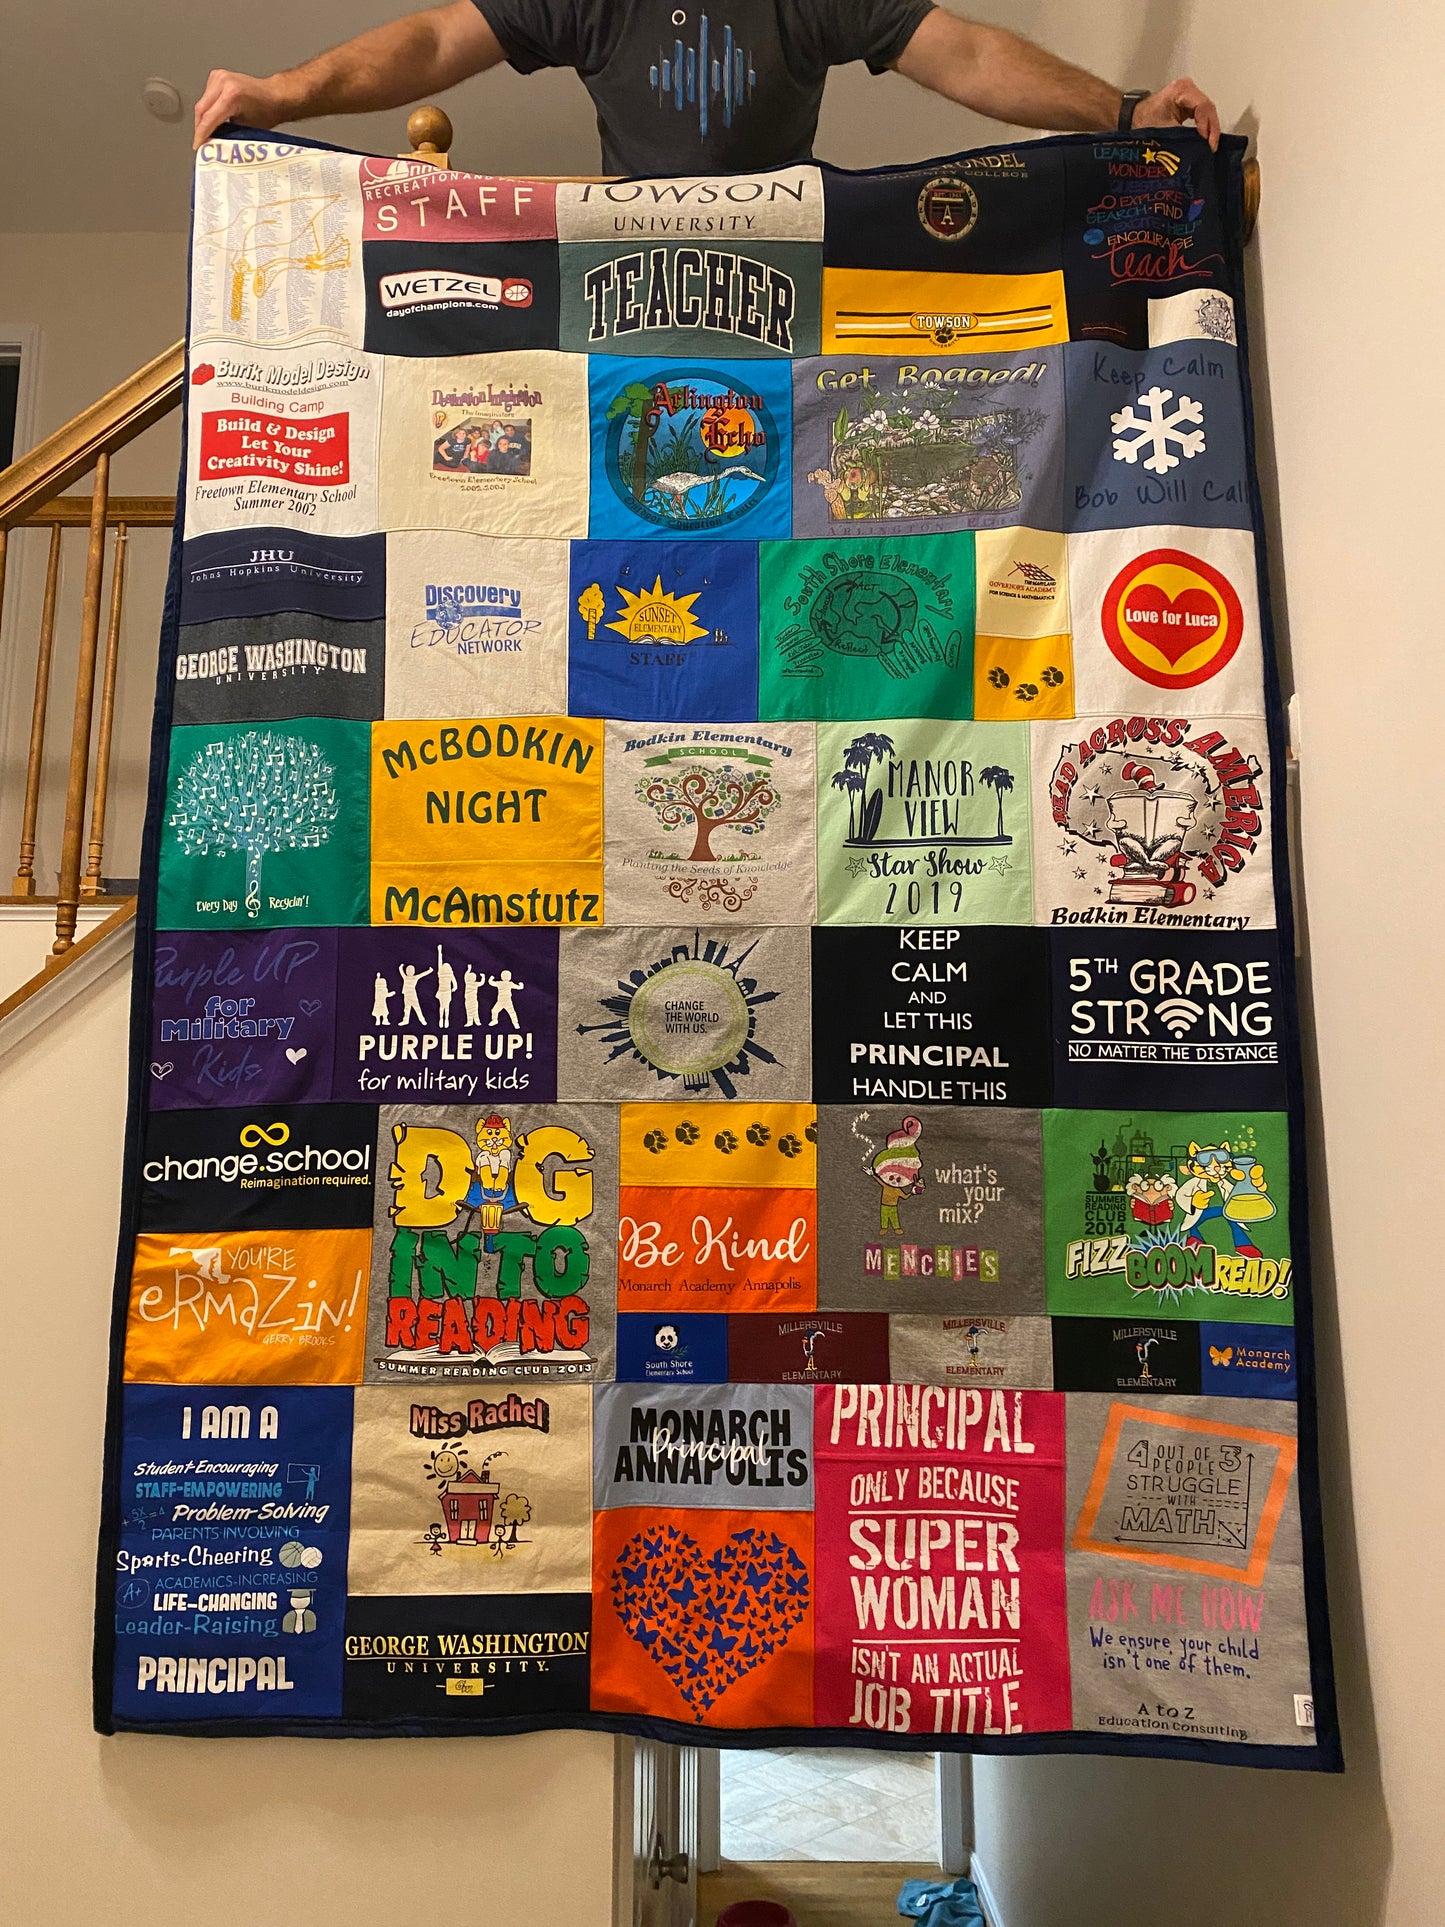 CLASS OF
RECREATION AND
STAFF
TOWSON
UNIVERSITY
COLLEGE
LEARN
WONDER
EXPLORE
SEARCH · FIND
HELP
ENCOURAGE
teach
WETZEL
dayofchampions.com
TEACHER
TOWSON
UNIVERSITY
Burik Model Design
www.burikmodeldesign.com
Building Camp
Build & Design
Let Your
Creativity Shine!
Freetown Elementary School
Summer 2002
Destination Imagination
The Imaginators
Freetown Elementary School
2002-2003
Arlington
Echo
Outdoor Education Center
Get Bogged!
ARLINGTON ECHO
Keep Calm
Bob Will Call
JHU
Johns Hopkins University
GEORGE WASHINGTON
UNIVERSITY
DISCOVERY
EDUCATOR
NETWORK
SUNSET
ELEMENTARY
STAFF
South Shore Elementary
ACT
Reflect
THE MARYLAND
GOVERNOR'S ACADEMY
FOR SCIENCE & MATHEMATICS
Love for Luca
Every Day Recyclin'!
McBODKIN
NIGHT
McAmstutz
Bodkin Elementary
SCHOOL
Planting the Seeds of Knowledge
MANOR
VIEW
Star Show
2019
READ ACROSS AMERICA
Bodkin Elementary
Purple UP
for
Military
Kids
PURPLE UP!
for military kids
CHANGE
THE WORLD
WITH US.
KEEP
CALM
AND
LET THIS
PRINCIPAL
HANDLE THIS
5TH GRADE
STRONG
NO MATTER THE DISTANCE
change.school
Reimagination required.
YOU'RE
eRmaZin!
GERRY BROOKS
DIG
INTO
READING
SUMMER READING CLUB 2013
Be Kind
Monarch Academy Annapolis
what's
your
mix?
MENCHIE'S
SUMMER
READING
CLUB
2014
FIZZ
BOOM
READ!
South Shore
Elementary School
MILLERSVILLE
ELEMENTARY
MILLERSVILLE
ELEMENTARY
MILLERSVILLE
ELEMENTARY
Monarch
Academy
I AM A
Student-Encouraging
STAFF-EMPOWERING
Problem-Solving
PARENTS-INVOLVING
Sports-Cheering
A+
ACADEMICS-INCREASING
LIFE-CHANGING
Leader-Raising
PRINCIPAL
Miss Rachel
GEORGE WASHINGTON
UNIVERSITY
GW
MONARCH
Principal
ANNAPOLIS
PRINCIPAL
ONLY BECAUSE
SUPER
WOMAN
ISN'T AN ACTUAL
JOB TITLE
4 OUT OF 3
PEOPLE
STRUGGLE
WITH
MATH
ASK ME HOW
We ensure your child
isn't one of them.
A to Z
Education Consulting